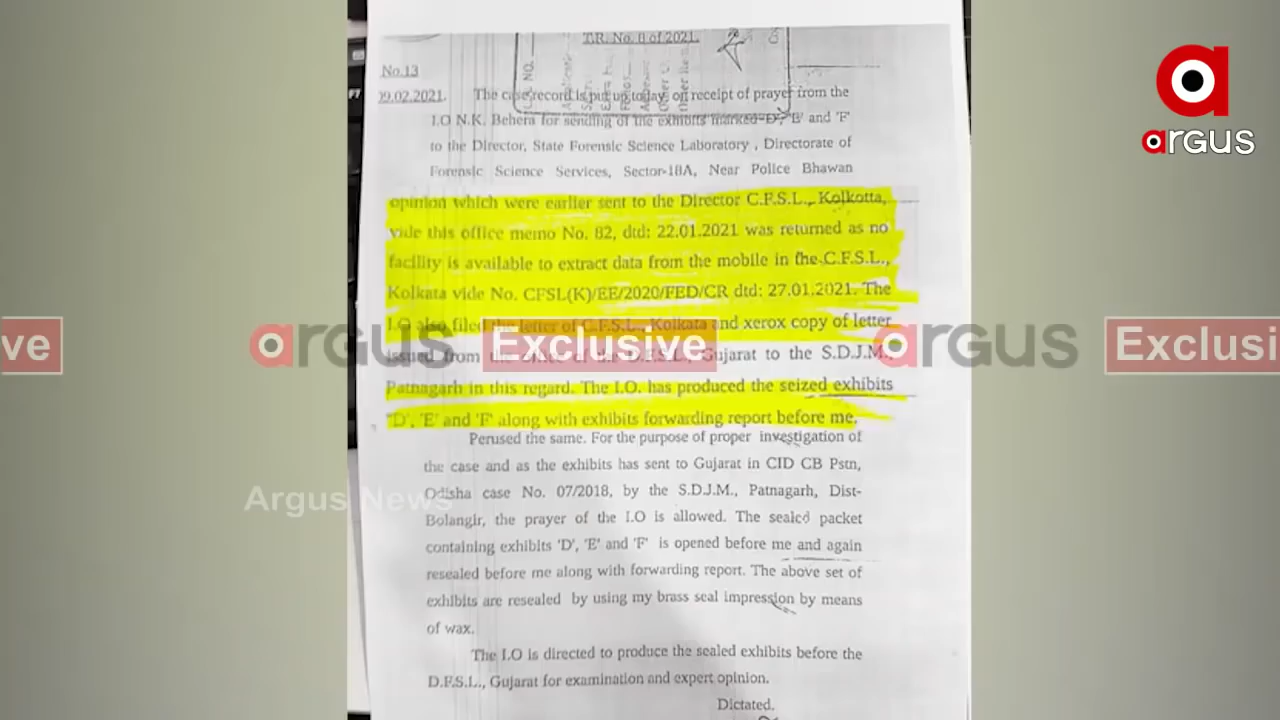 T.R. No. 8 of 2021.
No.13
09.02.2021. The case record is put up today on receipt of prayer from the
I.O N.K. Behera for sending of the exhibits marked 'D', 'E' and 'F'
to the Director, State Forensic Science Laboratory , Directorate of
Forensic Science Services, Sector-18A, Near Police Bhawan
opinion which were earlier sent to the Director C.F.S.L., Kolkotta,
vide this office memo No. 82, dtd: 22.01.2021 was returned as no
facility is available to extract data from the mobile in the C.F.S.L.,
Kolkata vide No. CFSL(K)/EE/2020/FED/CR dtd: 27.01.2021. The
I.O also filed the letter of C.F.S.L., Kolkata and xerox copy of letter
issued from the office of the D.F.S.L., Gujarat to the S.D.J.M.,
Patnagarh in this regard. The I.O. has produced the seized exhibits
'D', 'E' and 'F' along with exhibits forwarding report before me.
Perused the same. For the purpose of proper investigation of
the case and as the exhibits has sent to Gujarat in CID CB Pstn,
Odisha case No. 07/2018, by the S.D.J.M., Patnagarh, Dist-
Bolangir, the prayer of the I.O is allowed. The sealed packet
containing exhibits 'D', 'E' and 'F' is opened before me and again
resealed before me along with forwarding report. The above set of
exhibits are resealed by using my brass seal impression by means
of wax.
The I.O is directed to produce the sealed exhibits before the
D.F.S.L., Gujarat for examination and expert opinion.
Dictated.
argus
ve argus Exclusive argus Exclusi
Argus News